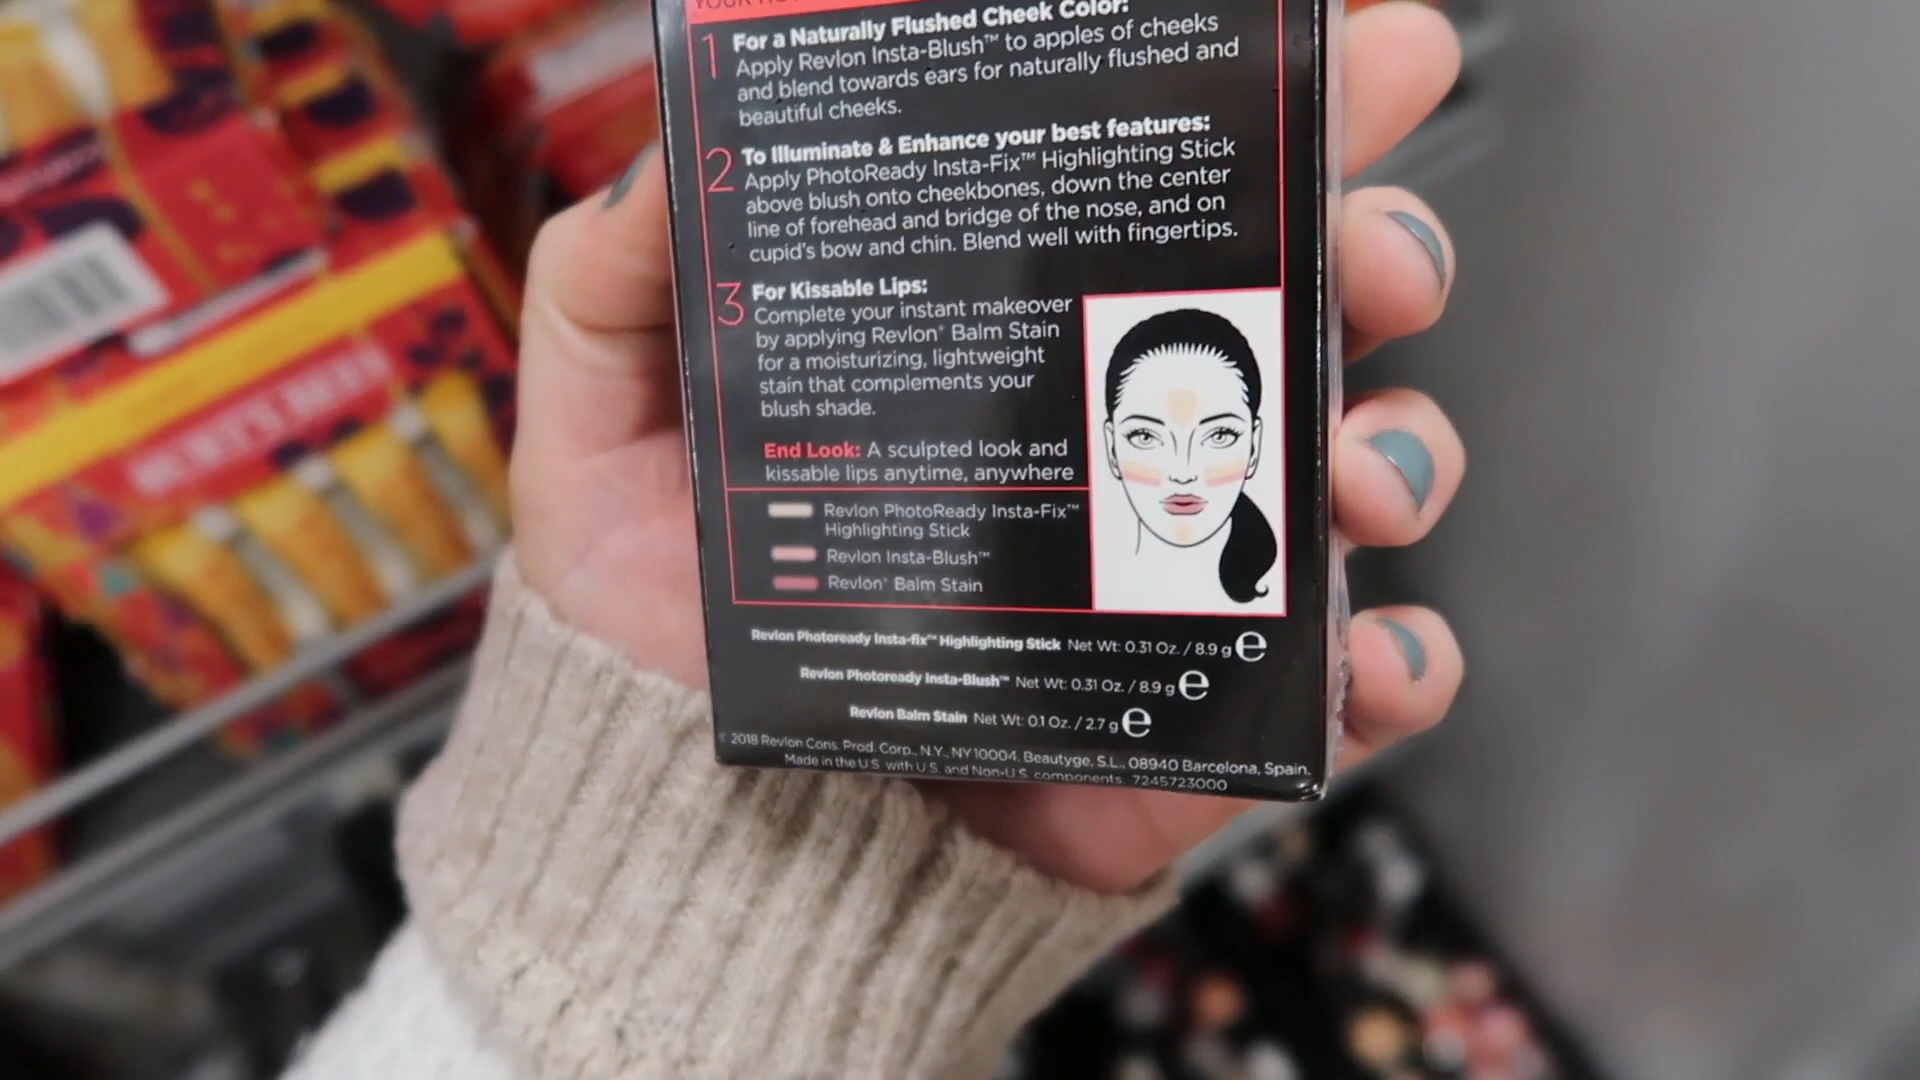 1 For a Naturally Flushed Cheek Color:
Apply Revlon Insta-Blush™ to apples of cheeks
and blend towards ears for naturally flushed and
beautiful cheeks.
2 To Illuminate & Enhance your best features:
Apply PhotoReady Insta-Fix™ Highlighting Stick
above blush onto cheekbones, down the center
line of forehead and bridge of the nose, and on
cupid's bow and chin. Blend well with fingertips.
3 For Kissable Lips:
Complete your instant makeover
by applying Revlon® Balm Stain
for a moisturizing, lightweight
stain that complements your
blush shade.
End Look: A sculpted look and
kissable lips anytime, anywhere
Revlon PhotoReady Insta-Fix™
Highlighting Stick
Revlon Insta-Blush™
Revlon® Balm Stain
Revlon Photoready Insta-fix™ Highlighting Stick Net Wt: 0.31 Oz. / 8.9 g ℮
Revlon Photoready Insta-Blush™ Net Wt: 0.31 Oz. / 8.9 g ℮
Revlon Balm Stain Net Wt: 0.1 Oz. / 2.7 g ℮
© 2018 Revlon Cons. Prod. Corp., N.Y., NY 10004. Beautyge, S.L., 08940 Barcelona, Spain.
Made in the U.S. with U.S. and Non-U.S. components. 7245723000
BURT'S BEES